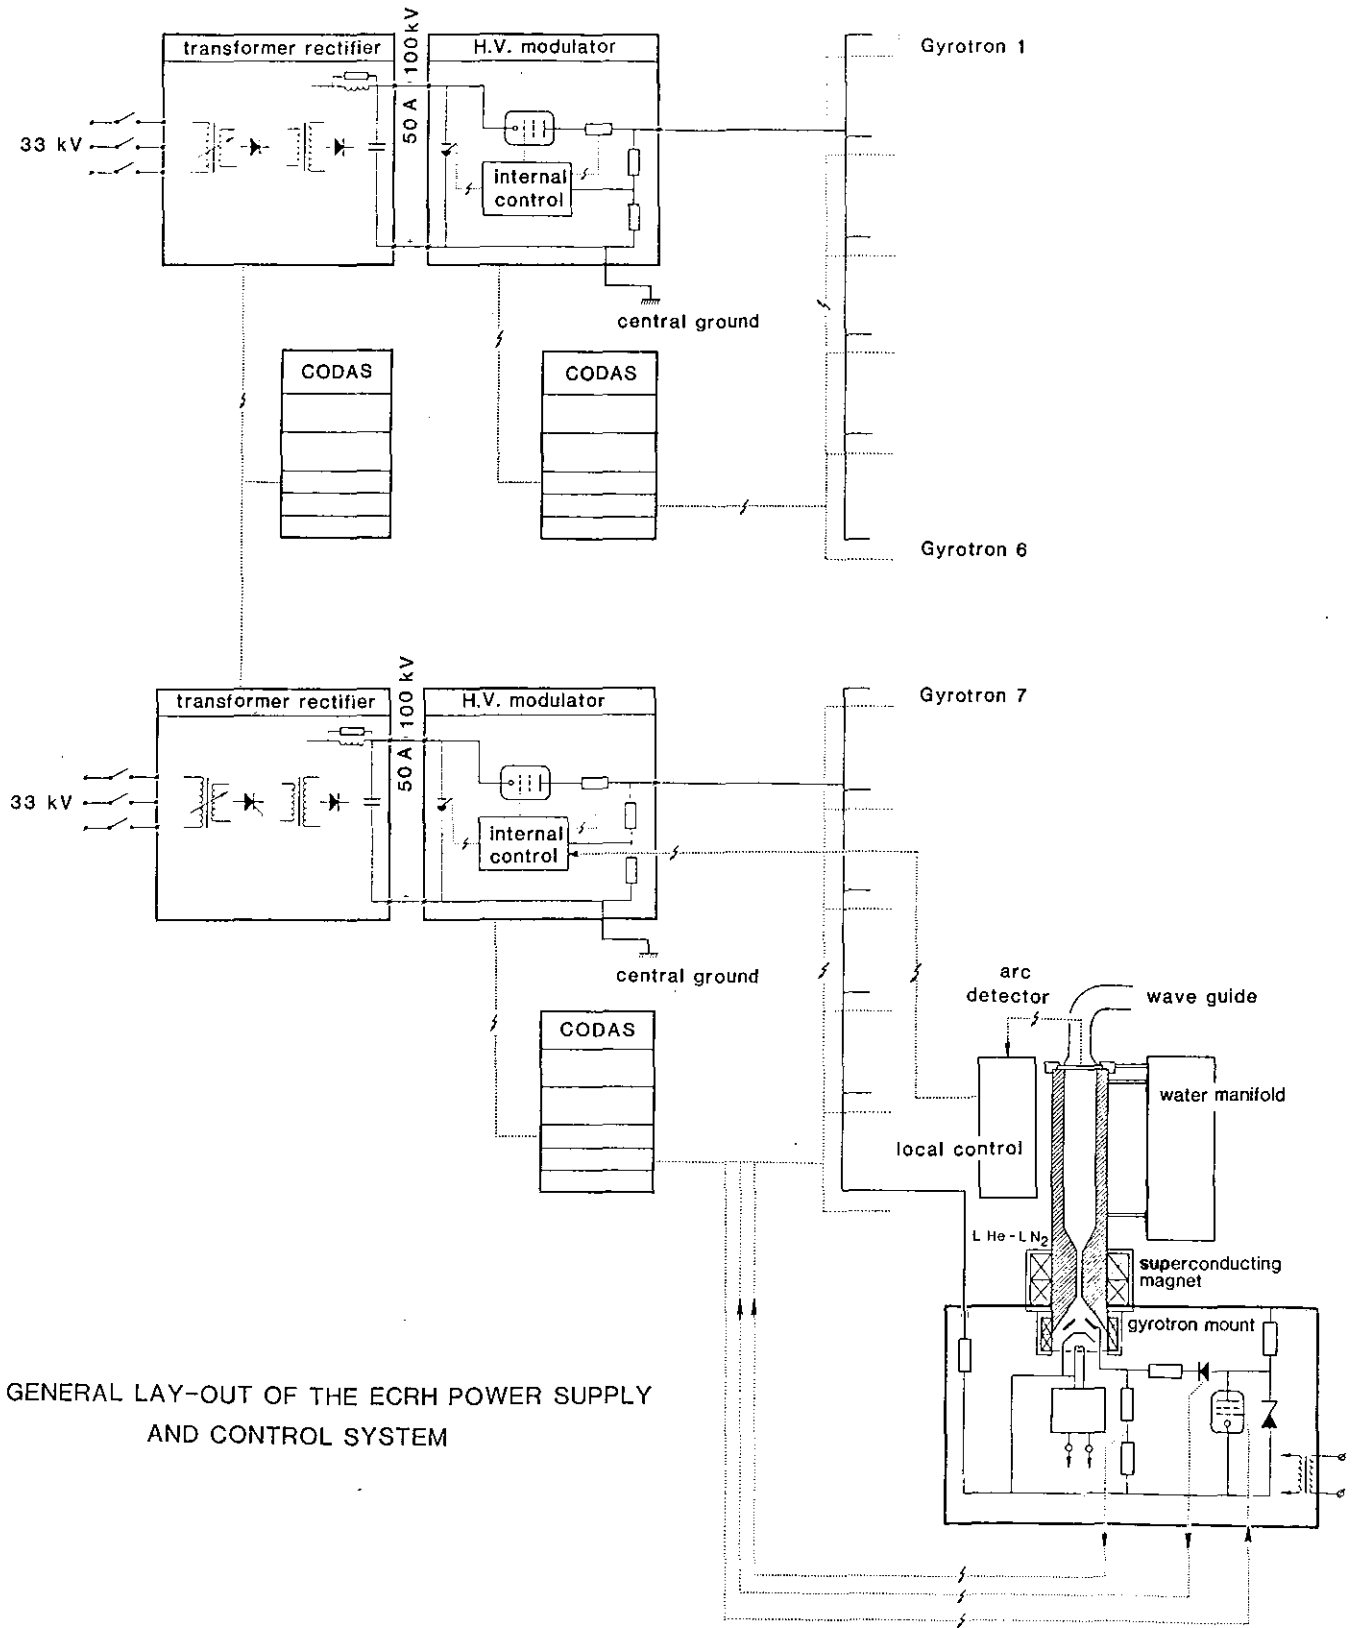 transformer rectifier
50 A 100 kV
H.V. modulator
Gyrotron 1
33 kV
internal
control
central ground
CODAS
CODAS
Gyrotron 6
transformer rectifier
50 A 100 kV
H.V. modulator
Gyrotron 7
33 kV
internal
control
central ground
arc
detector
wave guide
CODAS
water manifold
local control
L He-LN2
superconducting
magnet
gyrotron mount
GENERAL LAY-OUT OF THE ECRH POWER SUPPLY
AND CONTROL SYSTEM